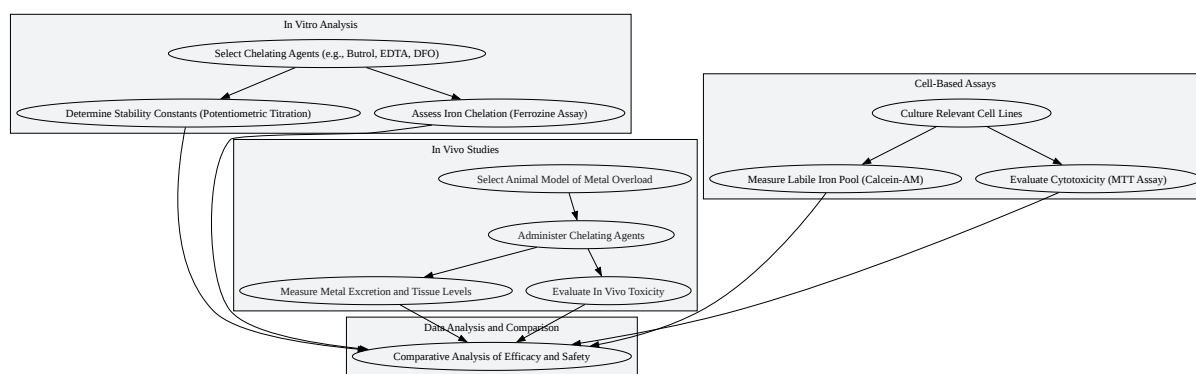 In Vitro Analysis
Select Chelating Agents (e.g., Butrol, EDTA, DFO)
Determine Stability Constants (Potentiometric Titration)
Assess Iron Chelation (Ferrozine Assay)
Cell-Based Assays
Culture Relevant Cell Lines
Measure Labile Iron Pool (Calcein-AM)
Evaluate Cytotoxicity (MTT Assay)
In Vivo Studies
Select Animal Model of Metal Overload
Administer Chelating Agents
Measure Metal Excretion and Tissue Levels
Evaluate In Vivo Toxicity
Data Analysis and Comparison
Comparative Analysis of Efficacy and Safety